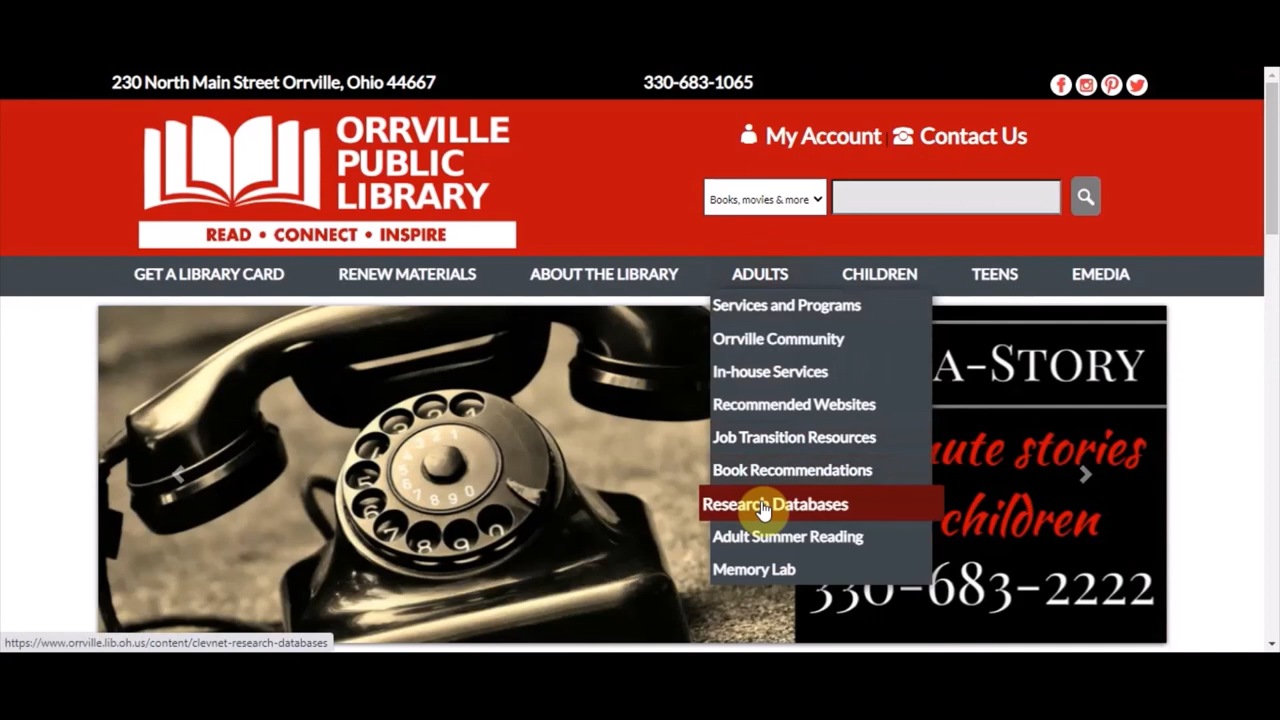 230 North Main Street Orrville, Ohio 44667
330-683-1065
ORRVILLE
PUBLIC
LIBRARY
READ • CONNECT • INSPIRE
My Account
Contact Us
Books, movies & more
GET A LIBRARY CARD
RENEW MATERIALS
ABOUT THE LIBRARY
ADULTS
CHILDREN
TEENS
EMEDIA
Services and Programs
Orrville Community
In-house Services
Recommended Websites
Job Transition Resources
Book Recommendations
Research Databases
Adult Summer Reading
Memory Lab
A-STORY
nute stories
children
330-683-2222
https://www.orrville.lib.oh.us/content/clevnet-research-databases